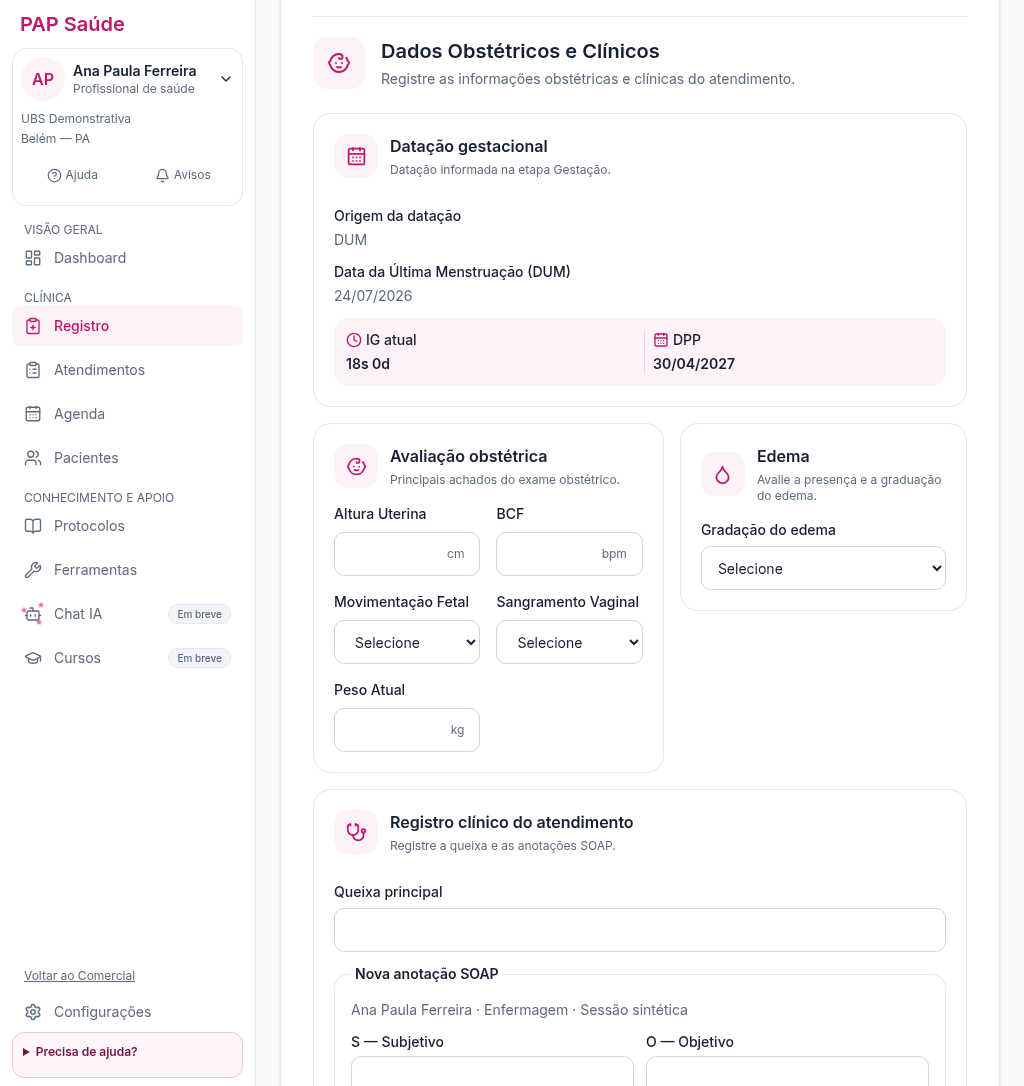 PAP Saúde
AP
Ana Paula Ferreira
Profissional de saúde
UBS Demonstrativa
Belém — PA
Ajuda
Avisos
VISÃO GERAL
Dashboard
CLÍNICA
Registro
Atendimentos
Agenda
Pacientes
CONHECIMENTO E APOIO
Protocolos
Ferramentas
Chat IA
Em breve
Cursos
Em breve
Voltar ao Comercial
Configurações
Precisa de ajuda?
Dados Obstétricos e Clínicos
Registre as informações obstétricas e clínicas do atendimento.
Datação gestacional
Datação informada na etapa Gestação.
Origem da datação
DUM
Data da Última Menstruação (DUM)
24/07/2026
IG atual
18s 0d
DPP
30/04/2027
Avaliação obstétrica
Principais achados do exame obstétrico.
Altura Uterina
cm
BCF
bpm
Movimentação Fetal
Selecione
Sangramento Vaginal
Selecione
Peso Atual
kg
Edema
Avalie a presença e a graduação
do edema.
Gradação do edema
Selecione
Registro clínico do atendimento
Registre a queixa e as anotações SOAP.
Queixa principal
Nova anotação SOAP
Ana Paula Ferreira · Enfermagem · Sessão sintética
S — Subjetivo
O — Objetivo